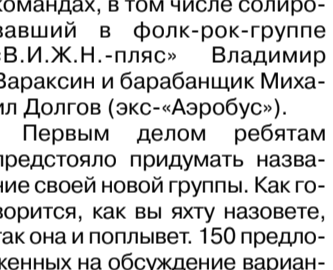 командах, в том числе солиро-
вавший в фолк-рок-группе
«В.И.Ж.Н.-пляс» Владимир
Вараксин и барабанщик Миха-
ил Долгов (экс-«Аэробус»).
Первым делом ребятам
предстояло придумать назва-
ние своей новой группы. Как го-
ворится, как вы яхту назовете,
так она и поплывет. 150 предло-
женных на обсуждение вариан-